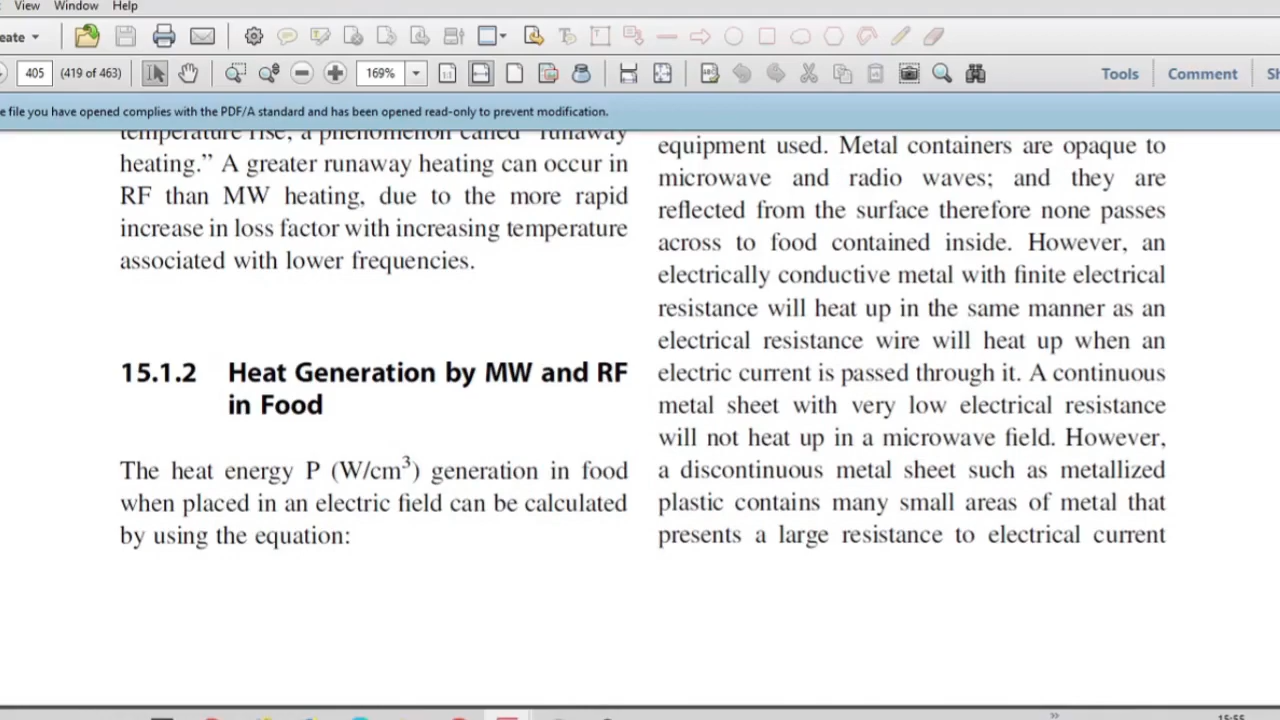 View Window Help
eate
405 (419 of 463) 169% Tools Comment Sh
e file you have opened complies with the PDF/A standard and has been opened read-only to prevent modification.
temperature rise, a phenomenon called “runaway
heating.” A greater runaway heating can occur in
RF than MW heating, due to the more rapid
increase in loss factor with increasing temperature
associated with lower frequencies.
15.1.2 Heat Generation by MW and RF
in Food
The heat energy P (W/cm³) generation in food
when placed in an electric field can be calculated
by using the equation:
equipment used. Metal containers are opaque to
microwave and radio waves; and they are
reflected from the surface therefore none passes
across to food contained inside. However, an
electrically conductive metal with finite electrical
resistance will heat up in the same manner as an
electrical resistance wire will heat up when an
electric current is passed through it. A continuous
metal sheet with very low electrical resistance
will not heat up in a microwave field. However,
a discontinuous metal sheet such as metallized
plastic contains many small areas of metal that
presents a large resistance to electrical current
15:55